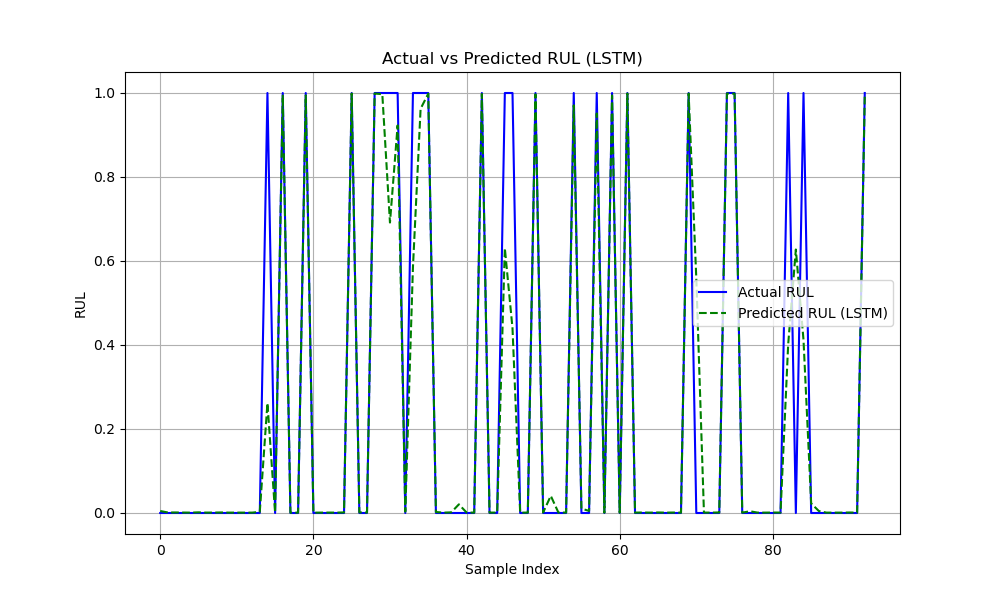 Actual vs Predicted RUL (LSTM)
1.0
0.8
0.6
0.4
0.2
0.0
RUL
Actual RUL
Predicted RUL (LSTM)
0 20 40 60 80
Sample Index